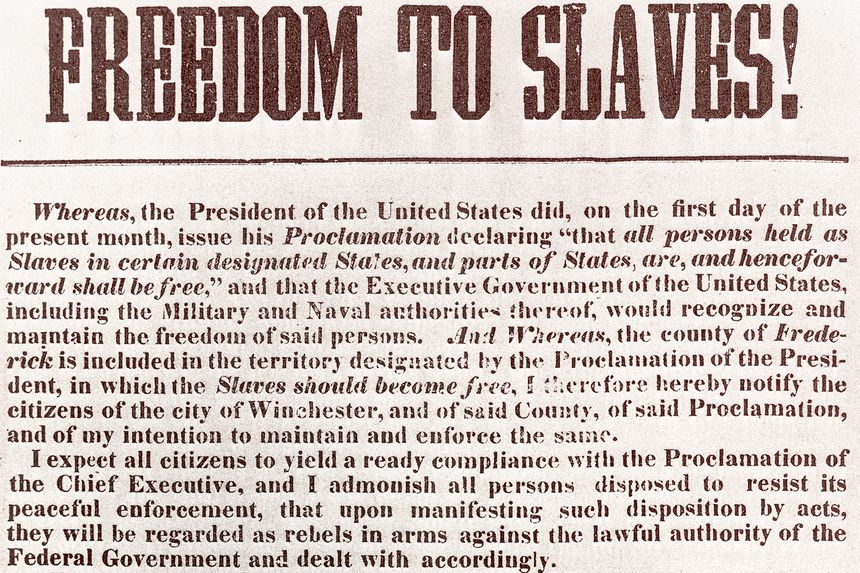 FREEDOM TO SLAVES!
Whereas, the President of the United States did, on the first day of the
present month, issue his Proclamation declaring "that all persons held as
Slaves in certain designated States, and parts of States, are, and hencefor-
ward shall be free," and that the Executive Government of the United States,
including the Military and Naval authorities thereof, would recognize and
maintain the freedom of said persons. And Whereas, the county of Frede-
rick is included in the territory designated by the Proclamation of the Presi-
dent, in which the Slaves should become free, I therefore hereby notify the
citizens of the city of Winchester, and of said County, of said Proclamation,
and of my intention to maintain and enforce the same.
I expect all citizens to yield a ready compliance with the Proclamation of
the Chief Executive, and I admonish all persons disposed to resist its
peaceful enforcement, that upon manifesting such disposition by acts,
they will be regarded as rebels in arms against the lawful authority of the
Federal Government and dealt with accordingly.